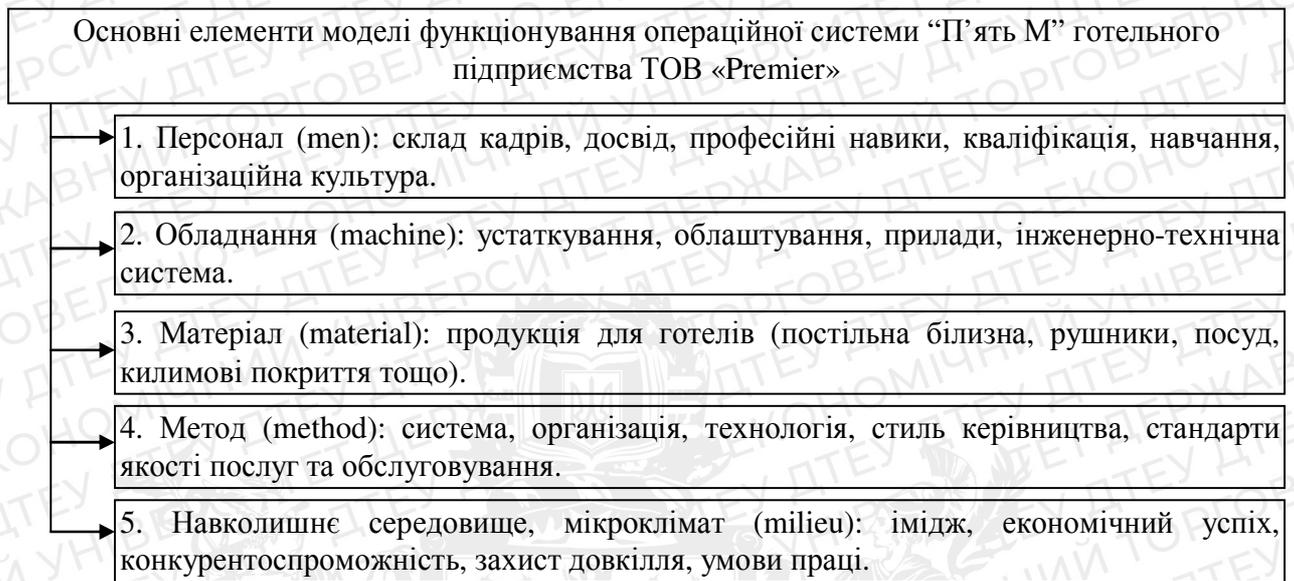 Основні елементи моделі функціонування операційної системи “П’ять М” готельного
підприємства ТОВ «Premier»
1. Персонал (men): склад кадрів, досвід, професійні навики, кваліфікація, навчання,
організаційна культура.
2. Обладнання (machine): устаткування, облаштування, прилади, інженерно-технічна
система.
3. Матеріал (material): продукція для готелів (постільна білизна, рушники, посуд,
килимові покриття тощо).
4. Метод (method): система, організація, технологія, стиль керівництва, стандарти
якості послуг та обслуговування.
5. Навколишнє середовище, мікроклімат (milieu): імідж, економічний успіх,
конкурентоспроможність, захист довкілля, умови праці.